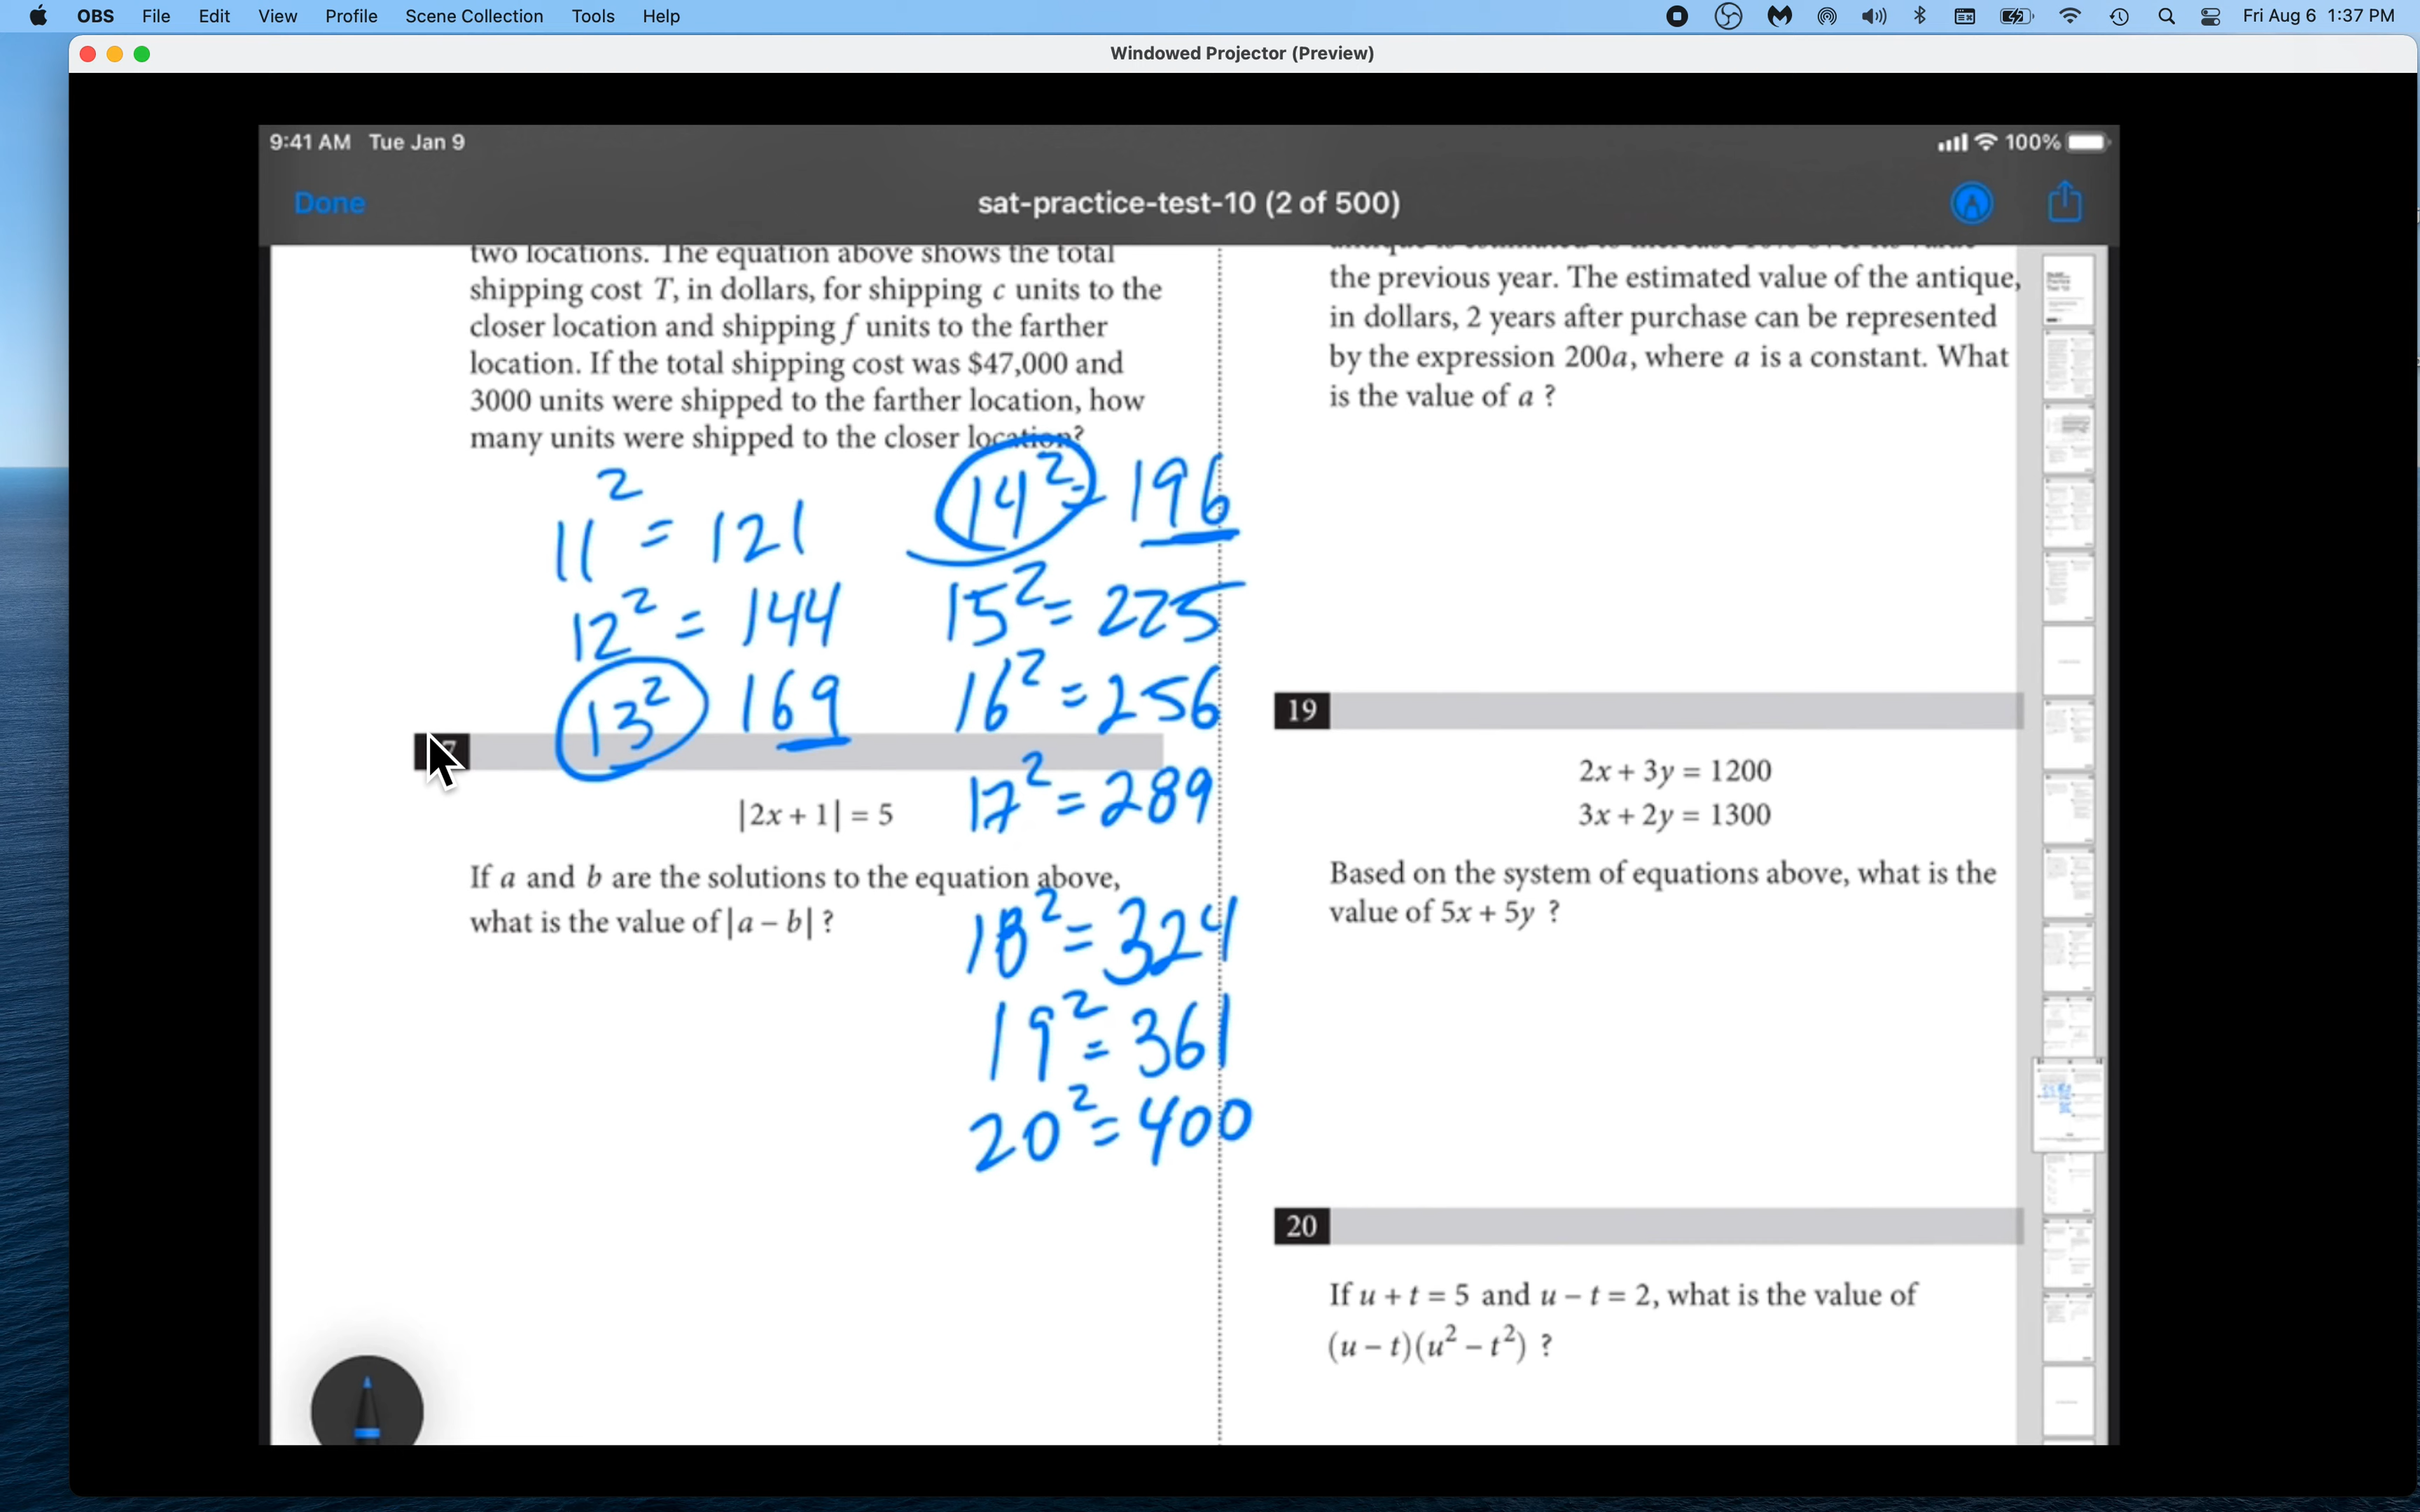 OBS File Edit View Profile Scene Collection Tools Help Fri Aug 6 1:37 PM
Windowed Projector (Preview)
9:41 AM Tue Jan 9 100%
Done sat-practice-test-10 (2 of 500)
two locations. The equation above shows the total
shipping cost T, in dollars, for shipping c units to the
closer location and shipping f units to the farther
location. If the total shipping cost was $47,000 and
3000 units were shipped to the farther location, how
many units were shipped to the closer location?
11² = 121
12² = 144
13² 169
14² = 196
15² = 225
16² = 256
17² = 289
18² = 324
19² = 361
20² = 400
7
|2x + 1| = 5
If a and b are the solutions to the equation above,
what is the value of |a – b| ?
the previous year. The estimated value of the antique,
in dollars, 2 years after purchase can be represented
by the expression 200a, where a is a constant. What
is the value of a ?
19
2x + 3y = 1200
3x + 2y = 1300
Based on the system of equations above, what is the
value of 5x + 5y ?
20
If u + t = 5 and u – t = 2, what is the value of
(u – t)(u² – t²) ?